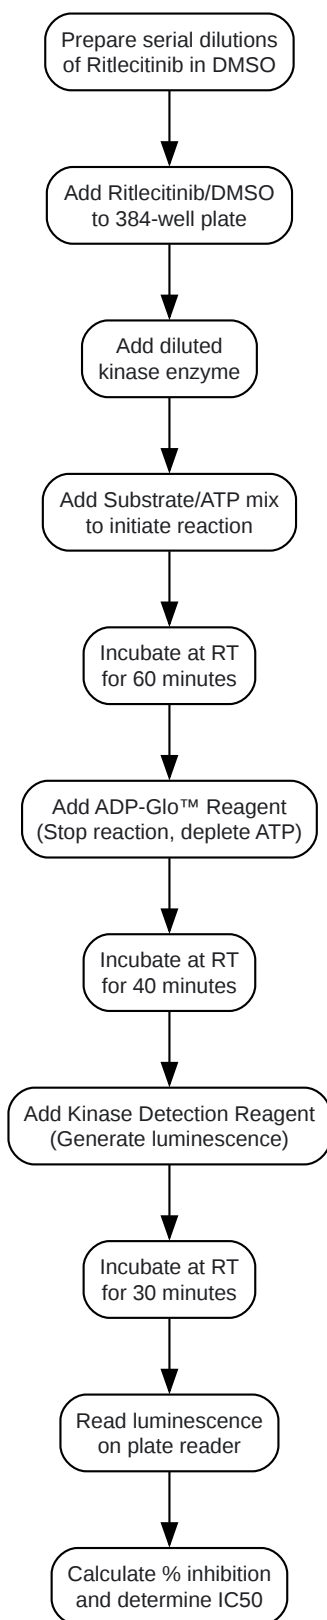 Prepare serial dilutions
of Ritlecitinib in DMSO
Add Ritlecitinib/DMSO
to 384-well plate
Add diluted
kinase enzyme
Add Substrate/ATP mix
to initiate reaction
Incubate at RT
for 60 minutes
Add ADP-Glo™ Reagent
(Stop reaction, deplete ATP)
Incubate at RT
for 40 minutes
Add Kinase Detection Reagent
(Generate luminescence)
Incubate at RT
for 30 minutes
Read luminescence
on plate reader
Calculate % inhibition
and determine IC50